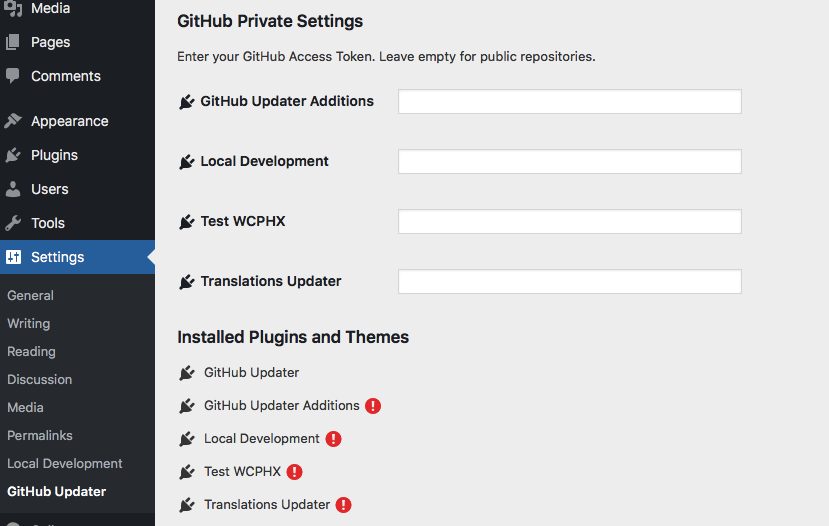 Media
Pages
Comments
Appearance
Plugins
Users
Tools
Settings
General
Writing
Reading
Discussion
Media
Permalinks
Local Development
GitHub Updater
GitHub Private Settings
Enter your GitHub Access Token. Leave empty for public repositories.
GitHub Updater Additions
Local Development
Test WCPHX
Translations Updater
Installed Plugins and Themes
GitHub Updater
GitHub Updater Additions
Local Development
Test WCPHX
Translations Updater